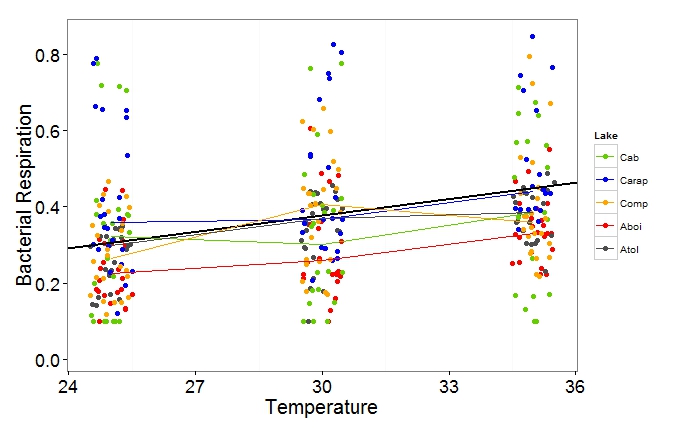 Bacterial Respiration
0.8
0.6
0.4
0.2
0.0
24 27 30 33 36
Temperature
Lake
Cab
Carap
Comp
Aboi
Atol